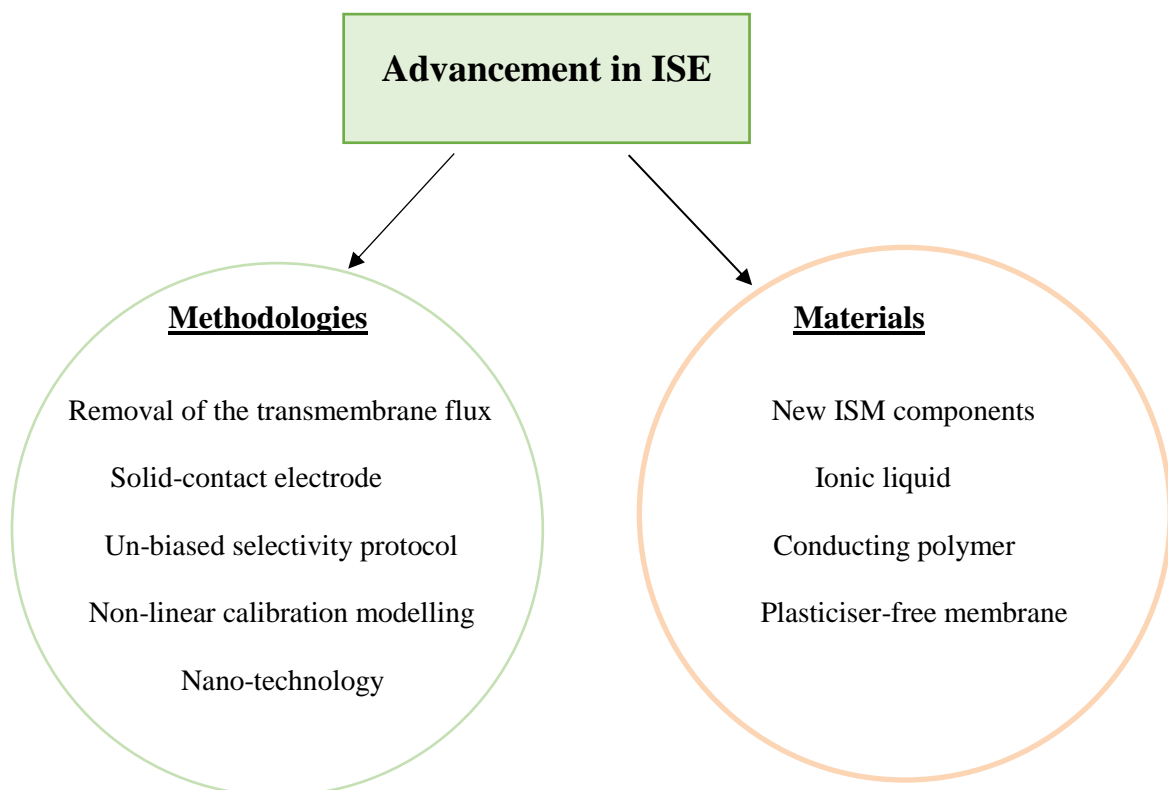 Advancement in ISE
Methodologies
Removal of the transmembrane flux
Solid-contact electrode
Un-biased selectivity protocol
Non-linear calibration modelling
Nano-technology
Materials
New ISM components
Ionic liquid
Conducting polymer
Plasticiser-free membrane